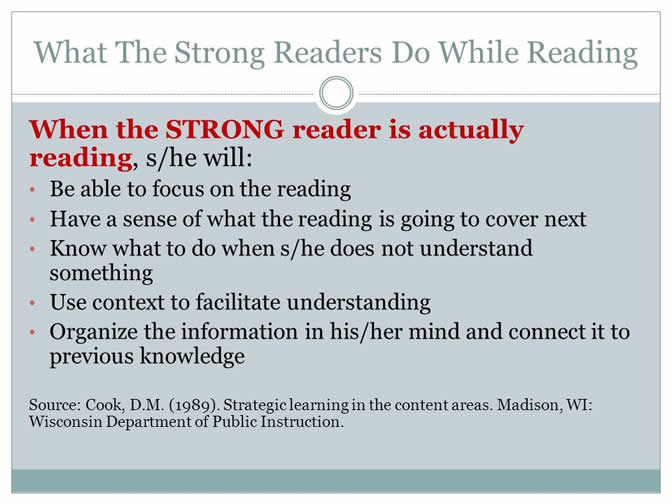 What The Strong Readers Do While Reading
When the STRONG reader is actually
reading, s/he will:
• Be able to focus on the reading
• Have a sense of what the reading is going to cover next
• Know what to do when s/he does not understand
something
• Use context to facilitate understanding
• Organize the information in his/her mind and connect it to
previous knowledge
Source: Cook, D.M. (1989). Strategic learning in the content areas. Madison, WI:
Wisconsin Department of Public Instruction.